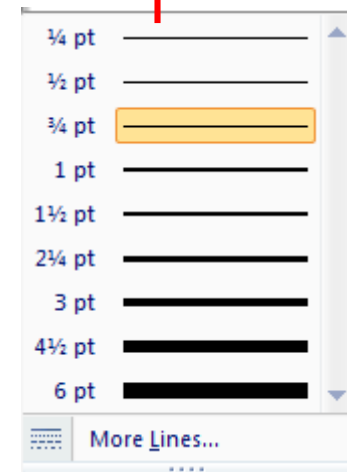 ¼ pt
½ pt
¾ pt
1 pt
1½ pt
2¼ pt
3 pt
4½ pt
6 pt
More Lines...